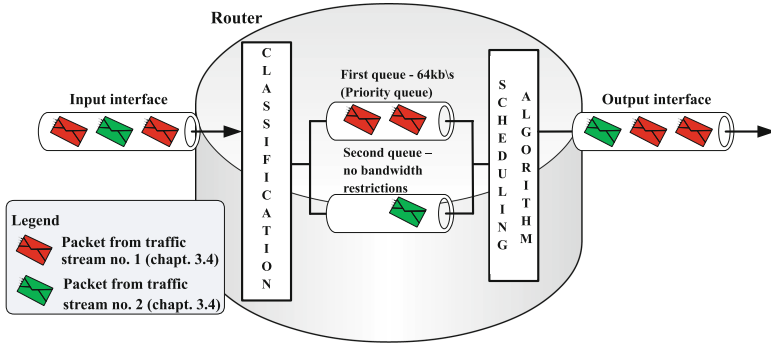 Router
Input interface
CLASSIFICATION
First queue - 64kb\s
(Priority queue)
Second queue –
no bandwidth
restrictions
SCHEDULING
ALGORITHM
Output interface
Legend
Packet from traffic
stream no. 1 (chapt. 3.4)
Packet from traffic
stream no. 2 (chapt. 3.4)